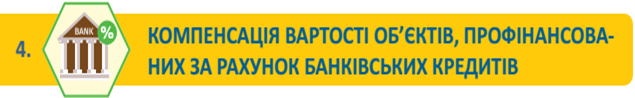 4.
BANK
%
КОМПЕНСАЦІЯ ВАРТОСТІ ОБ’ЄКТІВ, ПРОФІНАНСОВА-
НИХ ЗА РАХУНОК БАНКІВСЬКИХ КРЕДИТІВ